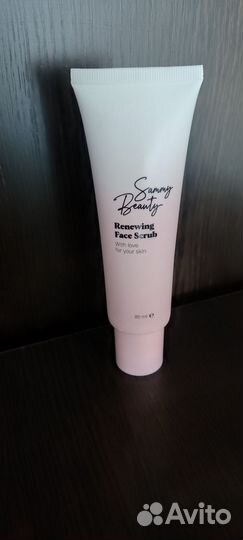 Sammy
Beauty
Renewing
Face Scrub
With love
for your skin
Avito